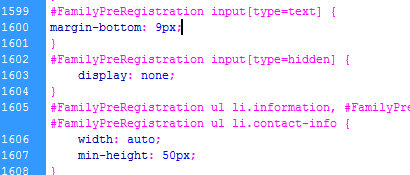 1599 #FamilyPreRegistration input[type=text] {
1600 margin-bottom: 9px;
1601 }
1602 #FamilyPreRegistration input[type=hidden] {
1603 display: none;
1604 }
1605 #FamilyPreRegistration ul li.information, #FamilyPre
#FamilyPreRegistration ul li.contact-info {
1606 width: auto;
1607 min-height: 50px;
1608 }